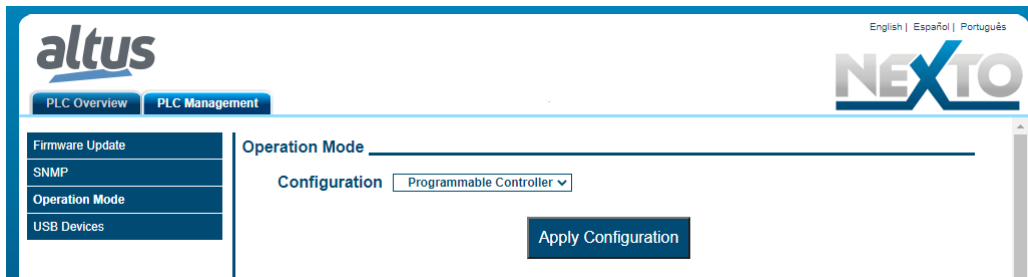 English | Español | Português
altus
NEXTO
PLC Overview PLC Management
Firmware Update
SNMP
Operation Mode
USB Devices
Operation Mode
Configuration Programmable Controller
Apply Configuration